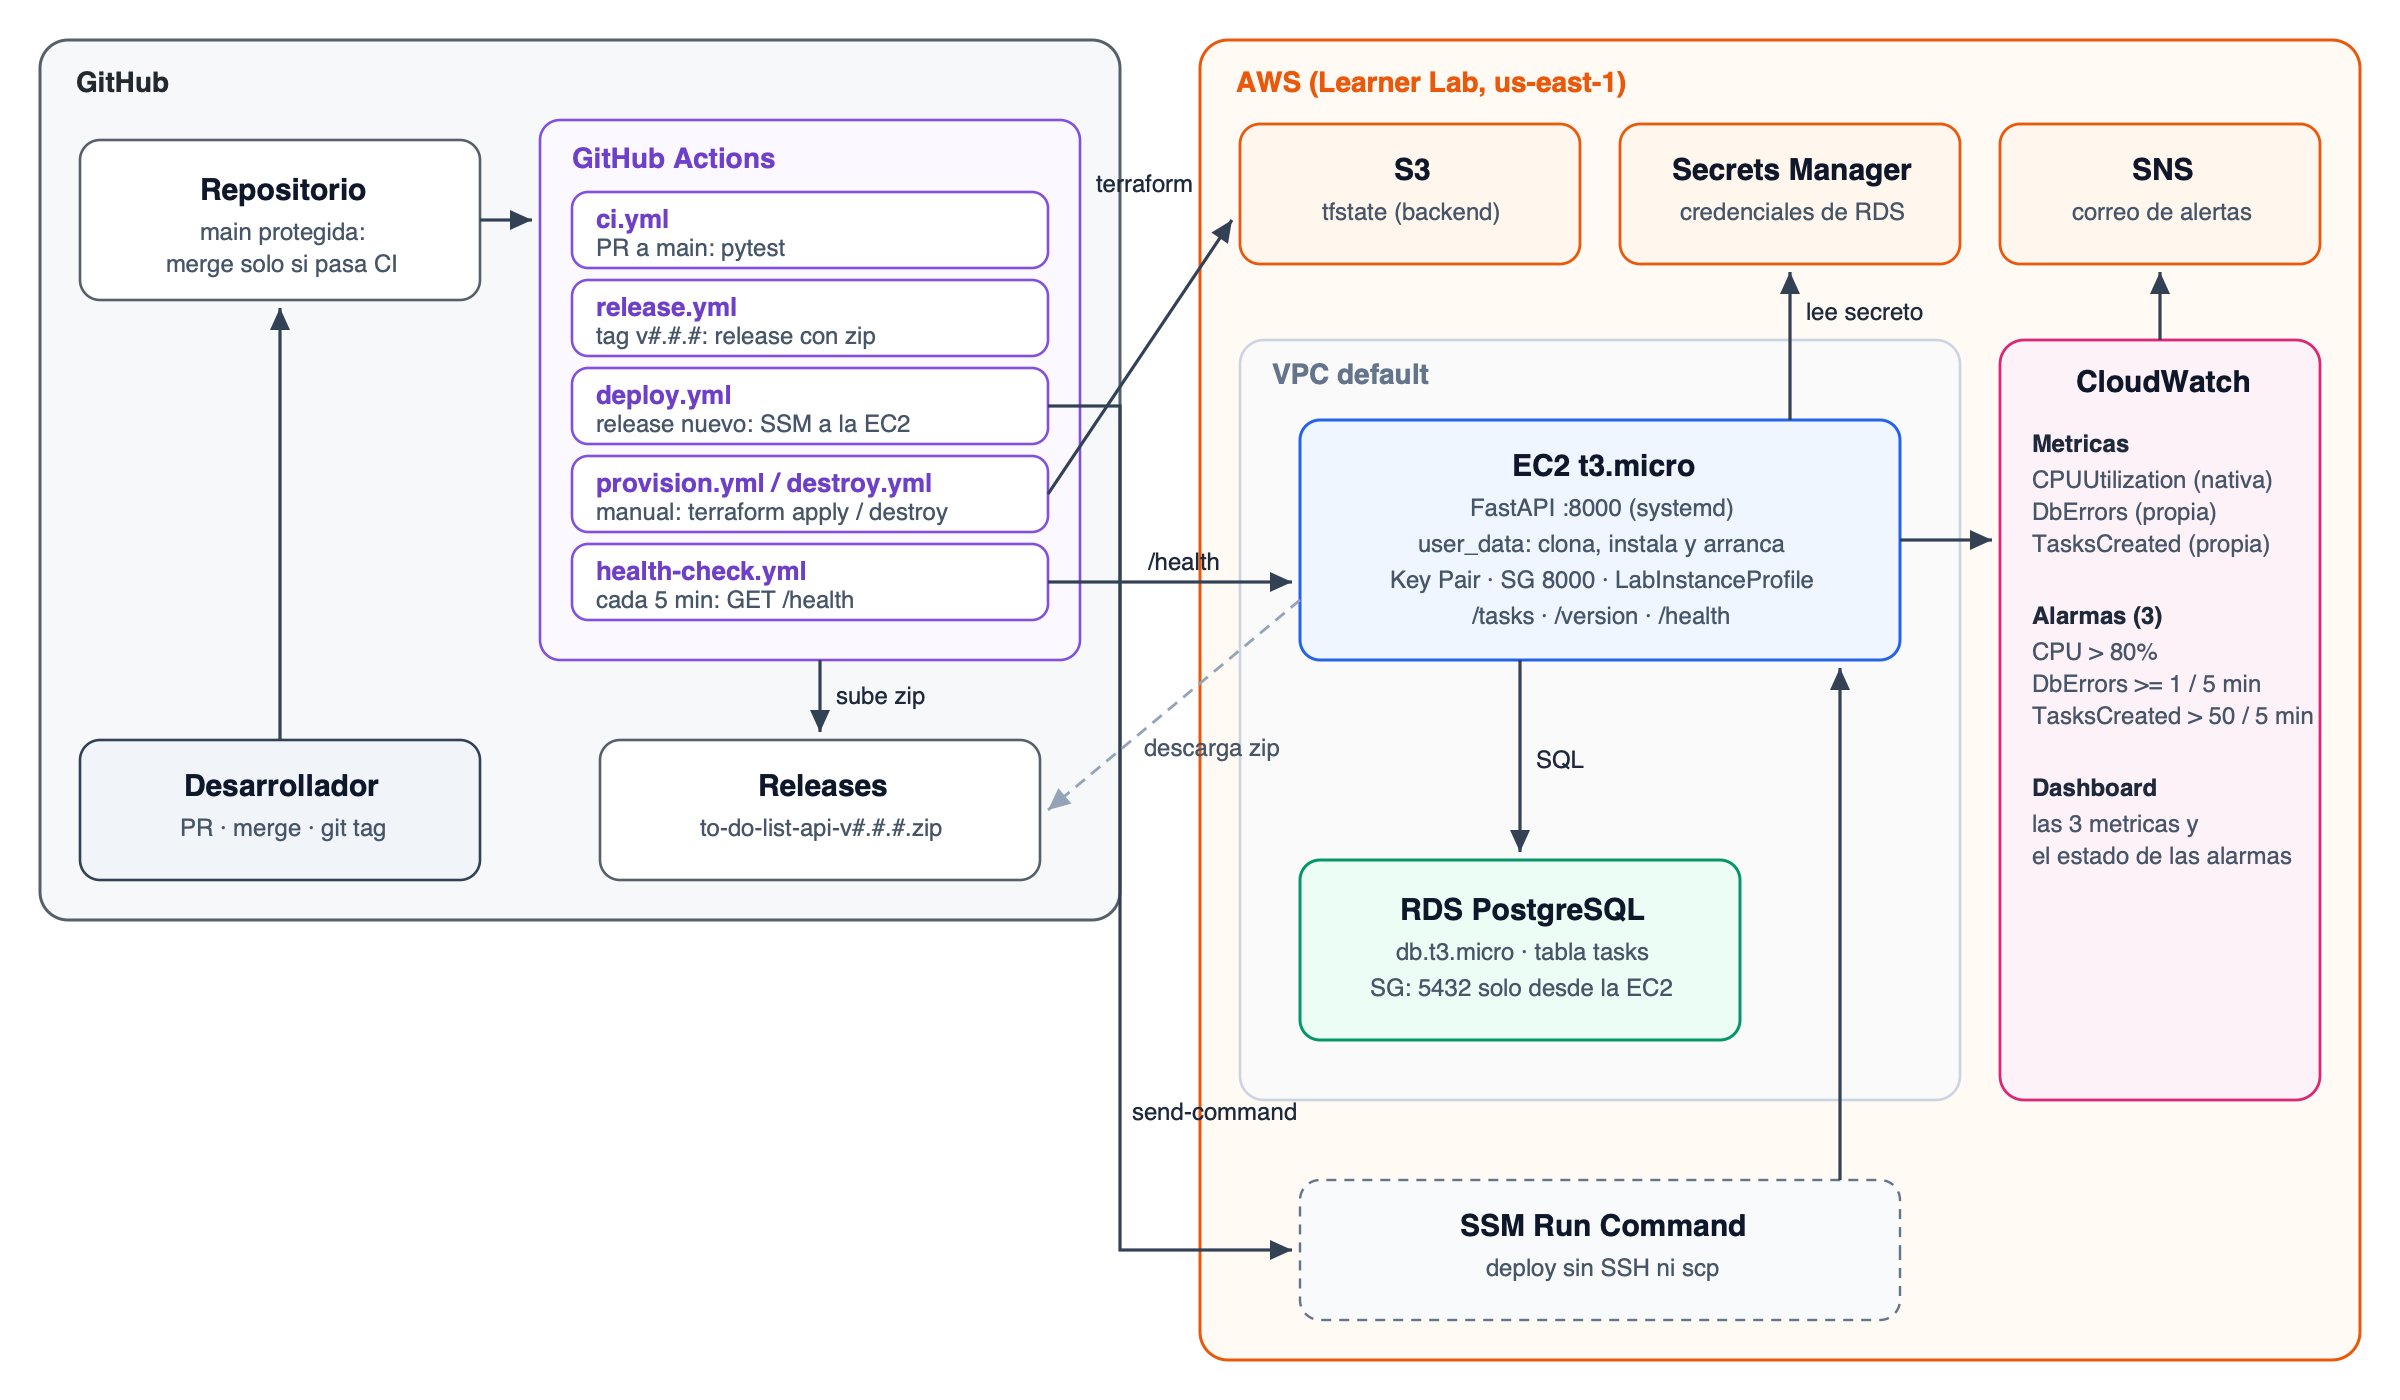 GitHub
Repositorio
main protegida:
merge solo si pasa CI
GitHub Actions
ci.yml
PR a main: pytest
release.yml
tag v#.#.#: release con zip
deploy.yml
release nuevo: SSM a la EC2
provision.yml / destroy.yml
manual: terraform apply / destroy
health-check.yml
cada 5 min: GET /health
sube zip
Desarrollador
PR · merge · git tag
Releases
to-do-list-api-v#.#.#.zip
terraform
/health
descarga zip
send-command
AWS (Learner Lab, us-east-1)
S3
tfstate (backend)
Secrets Manager
credenciales de RDS
SNS
correo de alertas
lee secreto
VPC default
EC2 t3.micro
FastAPI :8000 (systemd)
user_data: clona, instala y arranca
Key Pair · SG 8000 · LabInstanceProfile
/tasks · /version · /health
SQL
RDS PostgreSQL
db.t3.micro · tabla tasks
SG: 5432 solo desde la EC2
CloudWatch
Metricas
CPUUtilization (nativa)
DbErrors (propia)
TasksCreated (propia)
Alarmas (3)
CPU > 80%
DbErrors >= 1 / 5 min
TasksCreated > 50 / 5 min
Dashboard
las 3 metricas y
el estado de las alarmas
SSM Run Command
deploy sin SSH ni scp